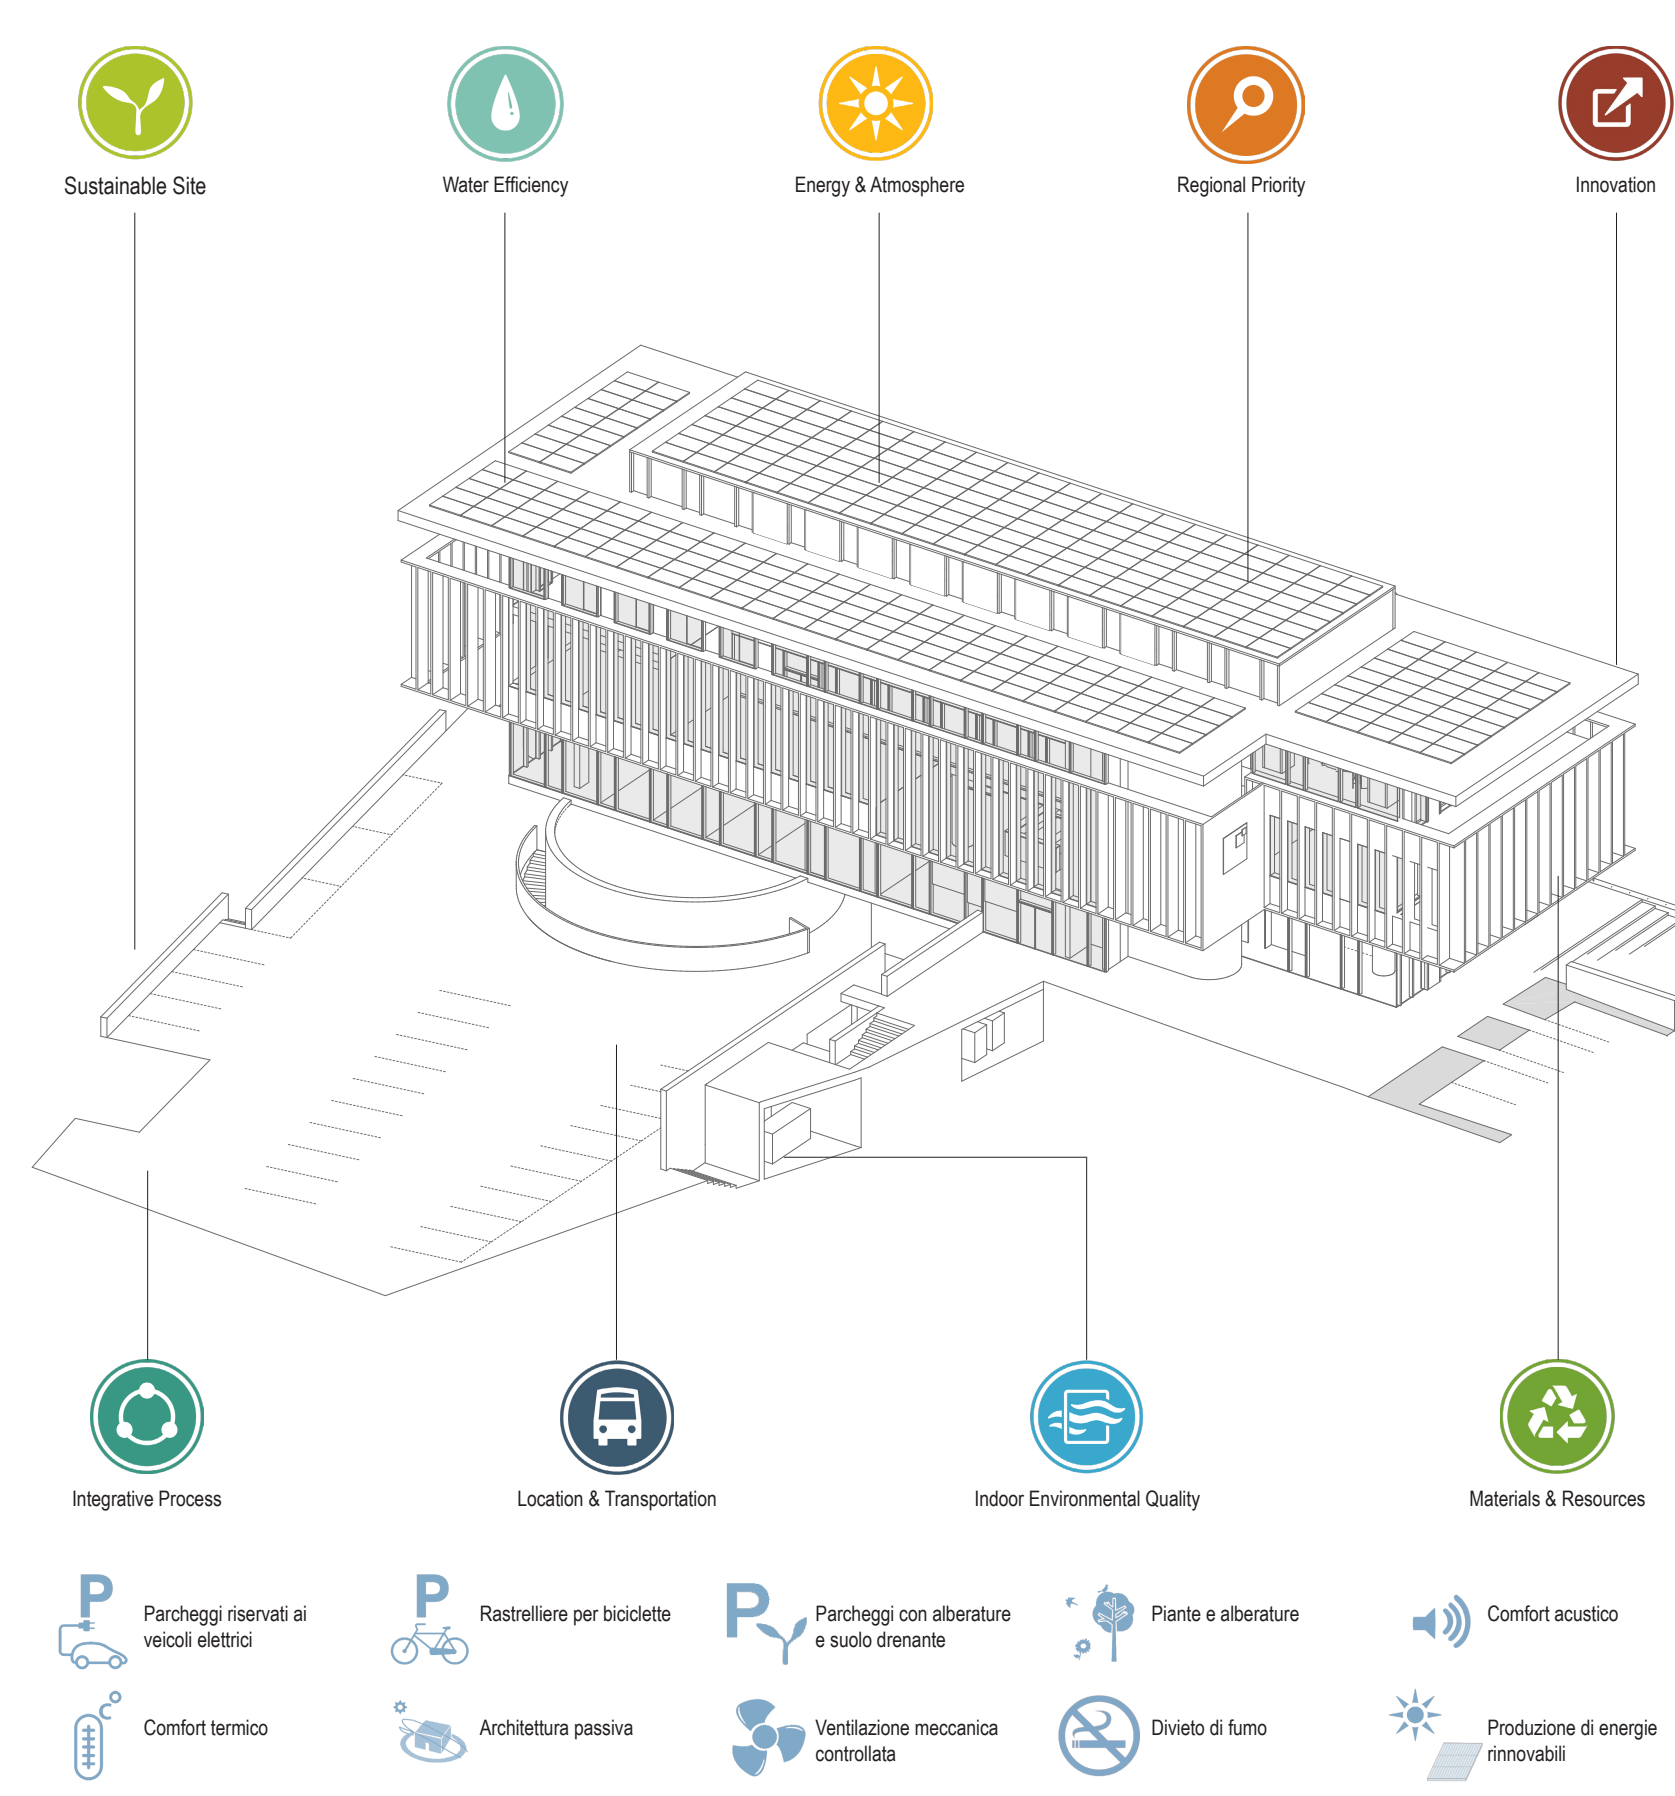 Sustainable Site
Water Efficiency
Energy & Atmosphere
Regional Priority
Innovation
Integrative Process
Location & Transportation
Indoor Environmental Quality
Materials & Resources
P
Parcheggi riservati ai
veicoli elettrici
P
Rastrelliere per biciclette
P
Parcheggi con alberature
e suolo drenante
Piante e alberature
Comfort acustico
C°
Comfort termico
Architettura passiva
Ventilazione meccanica
controllata
Divieto di fumo
Produzione di energie
rinnovabili